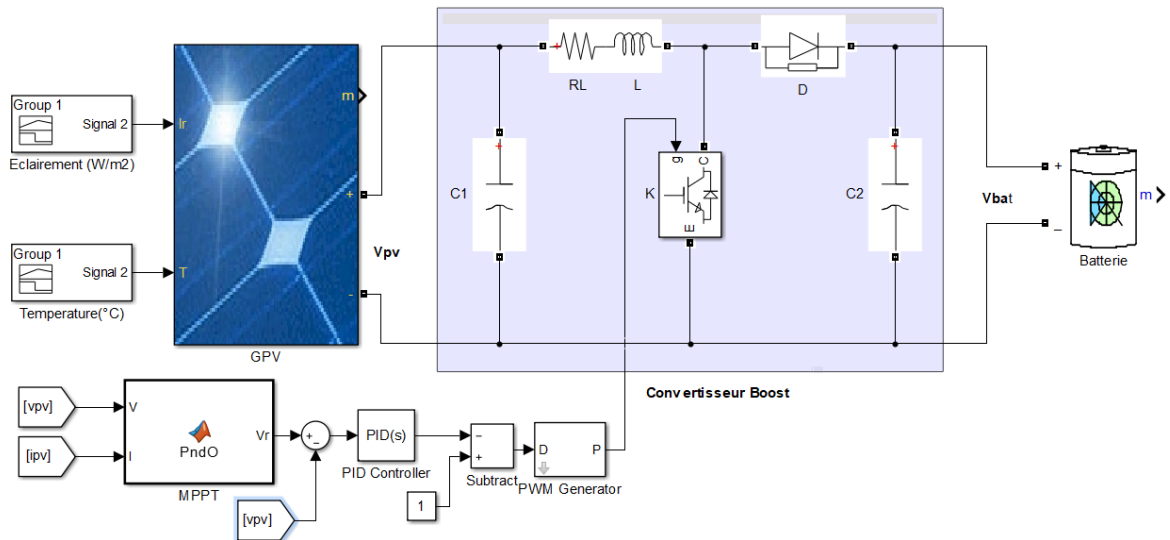 Group 1
Signal 2
Eclairement (W/m2)
Group 1
Signal 2
Temperature(°C)
Ir
T
m
+
-
GPV
Vpv
+
RL
L
D
+
C1
g
C
K
E
+
C2
Vbat
+
_
m
Batterie
Convertisseur Boost
[vpv]
[ipv]
V
I
PndO
Vr
MPPT
+
−
[vpv]
PID(s)
PID Controller
1
−
+
Subtract
D
P
PWM Generator